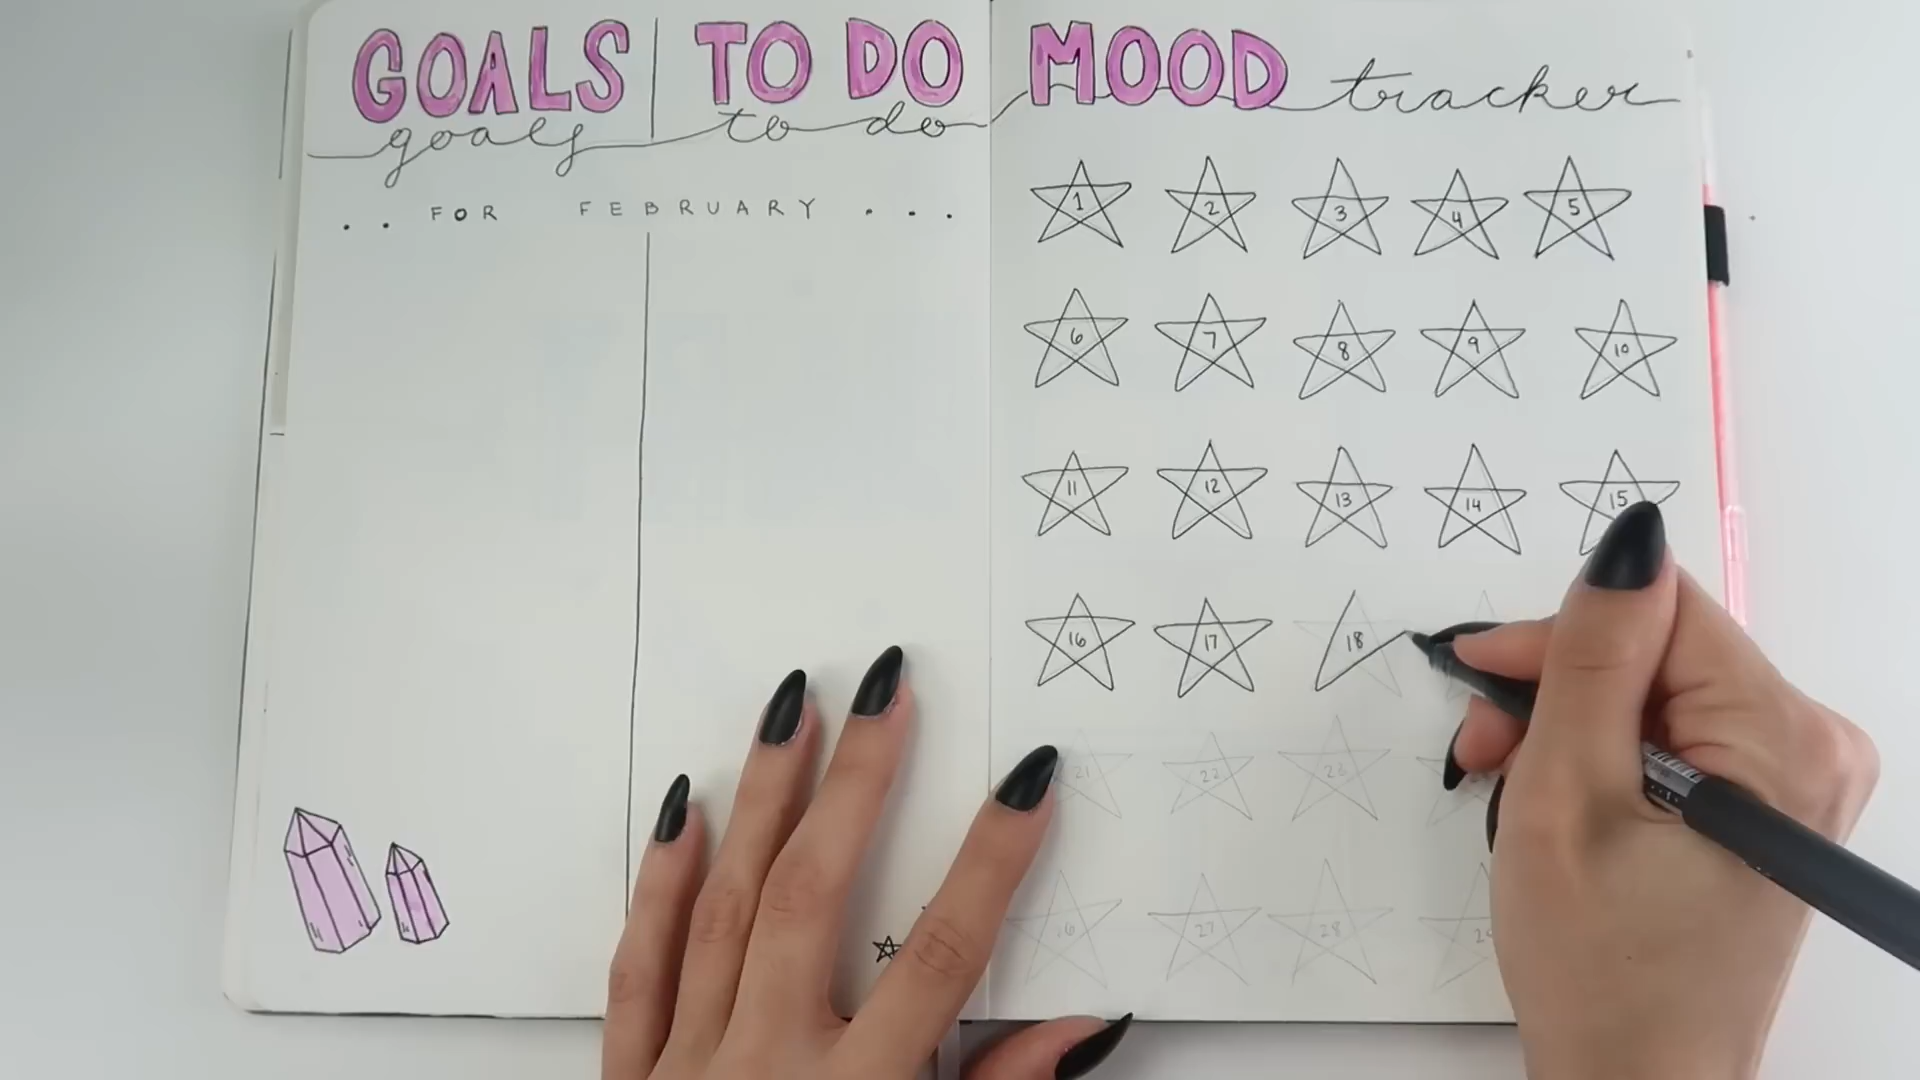 GOALS | TO DO
goals to do
. . FOR FEBRUARY . . .
MOOD tracker
1 2 3 4 5
6 7 8 9 10
11 12 13 14 15
16 17 18
21 22
27 28